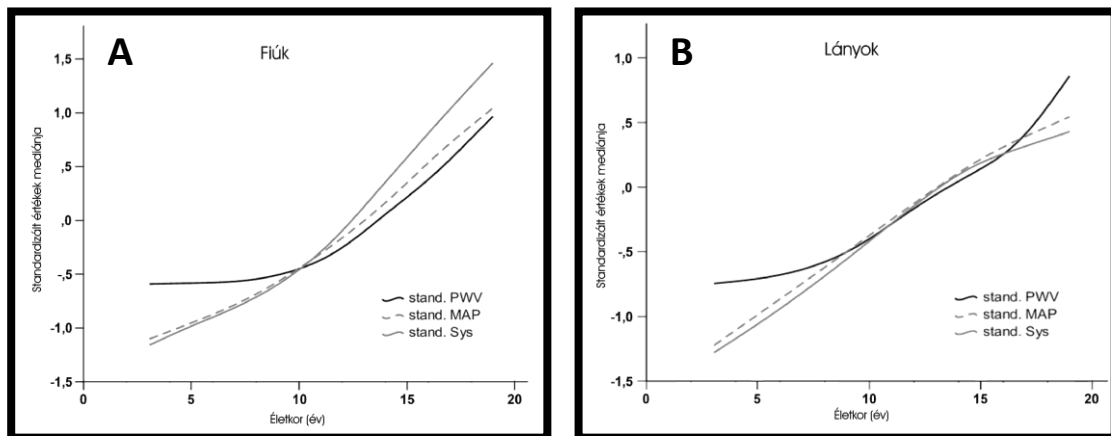 A
Fiúk
Standardizált értékek mediánja
1,5
1,0
,5
,0
-,5
-1,0
-1,5
stand. PWV
stand. MAP
stand. Sys
0
5
10
15
20
Életkor (év)
B
Lányok
Standardizált értékek mediánja
1,0
,5
,0
-,5
-1,0
-1,5
stand. PWV
stand. MAP
stand. Sys
0
5
10
15
20
Életkor (év)